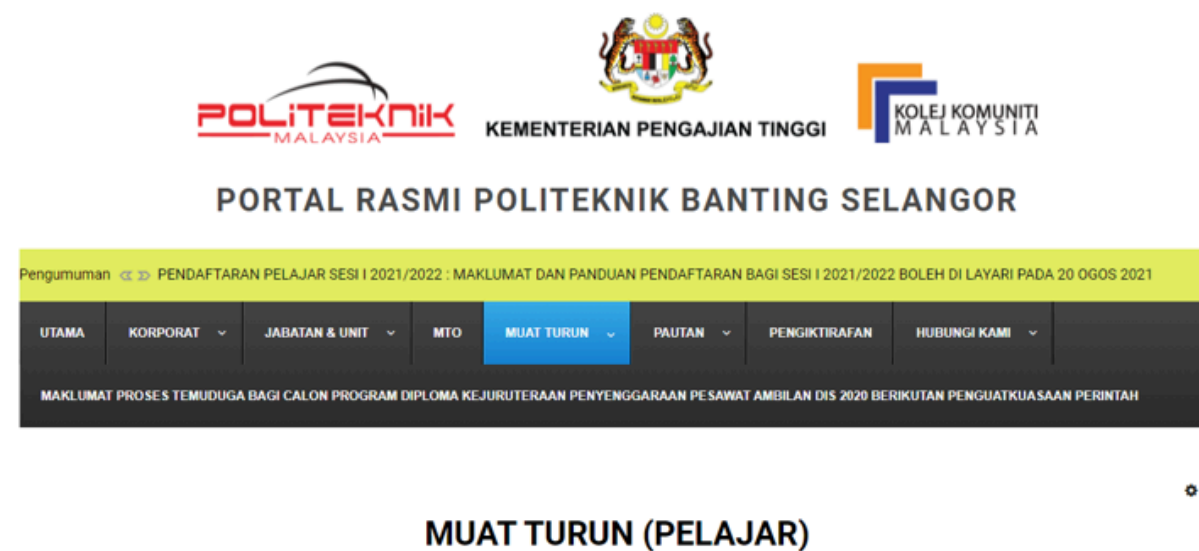 POLITEKNIK
MALAYSIA
KEMENTERIAN PENGAJIAN TINGGI
KOLEJ KOMUNITI
MALAYSIA
PORTAL RASMI POLITEKNIK BANTING SELANGOR
Pengumuman PENDAFTARAN PELAJAR SESI I 2021/2022 : MAKLUMAT DAN PANDUAN PENDAFTARAN BAGI SESI I 2021/2022 BOLEH DI LAYARI PADA 20 OGOS 2021
UTAMA KORPORAT JABATAN & UNIT MTO MUAT TURUN PAUTAN PENGIKTIRAFAN HUBUNGI KAMI
MAKLUMAT PROSES TEMUDUGA BAGI CALON PROGRAM DIPLOMA KEJURUTERAAN PENYENGGARAAN PESAWAT AMBILAN DIS 2020 BERIKUTAN PENGUATKUASAAN PERINTAH
MUAT TURUN (PELAJAR)